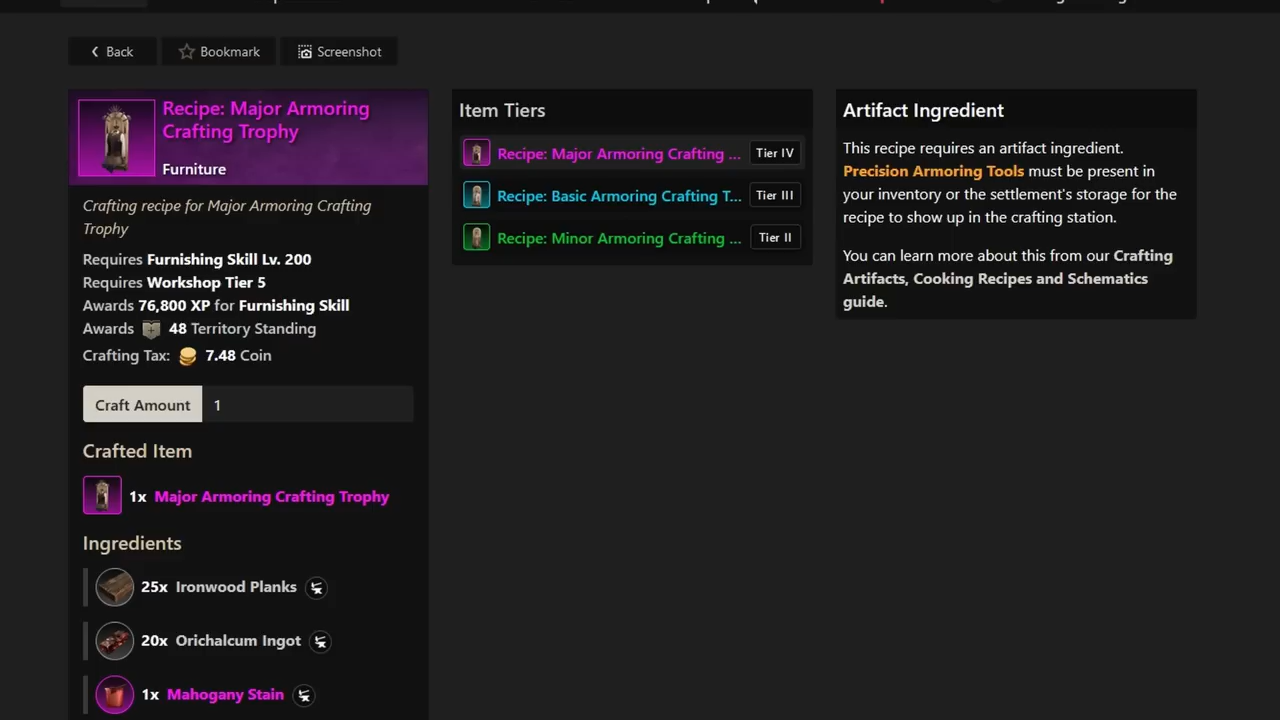 Back
Bookmark
Screenshot
Recipe: Major Armoring
Crafting Trophy
Furniture
Crafting recipe for Major Armoring Crafting
Trophy
Requires Furnishing Skill Lv. 200
Requires Workshop Tier 5
Awards 76,800 XP for Furnishing Skill
Awards 48 Territory Standing
Crafting Tax: 7.48 Coin
Craft Amount 1
Crafted Item
1x Major Armoring Crafting Trophy
Ingredients
25x Ironwood Planks
20x Orichalcum Ingot
1x Mahogany Stain
Item Tiers
Recipe: Major Armoring Crafting ... Tier IV
Recipe: Basic Armoring Crafting T... Tier III
Recipe: Minor Armoring Crafting ... Tier II
Artifact Ingredient
This recipe requires an artifact ingredient.
Precision Armoring Tools must be present in
your inventory or the settlement's storage for the
recipe to show up in the crafting station.
You can learn more about this from our Crafting
Artifacts, Cooking Recipes and Schematics
guide.